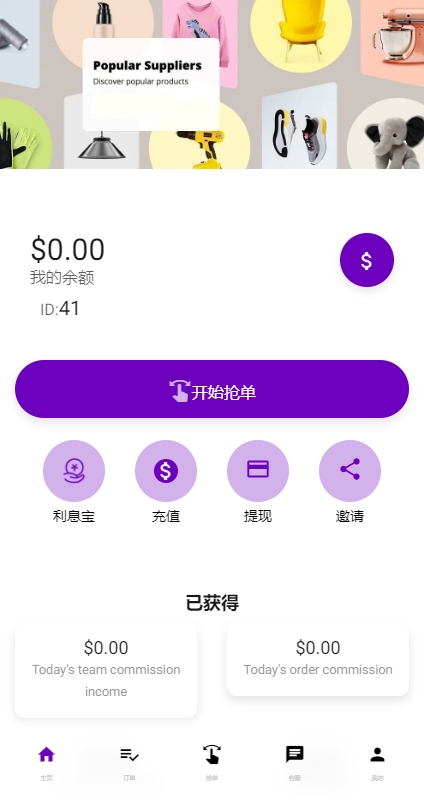 Popular Suppliers
Discover popular products
$0.00
我的余额
ID:41
开始抢单
利息宝
充值
提现
邀请
已获得
$0.00
Today's team commission
income
$0.00
Today's order commission
主页
订单
抢单
客服
我的